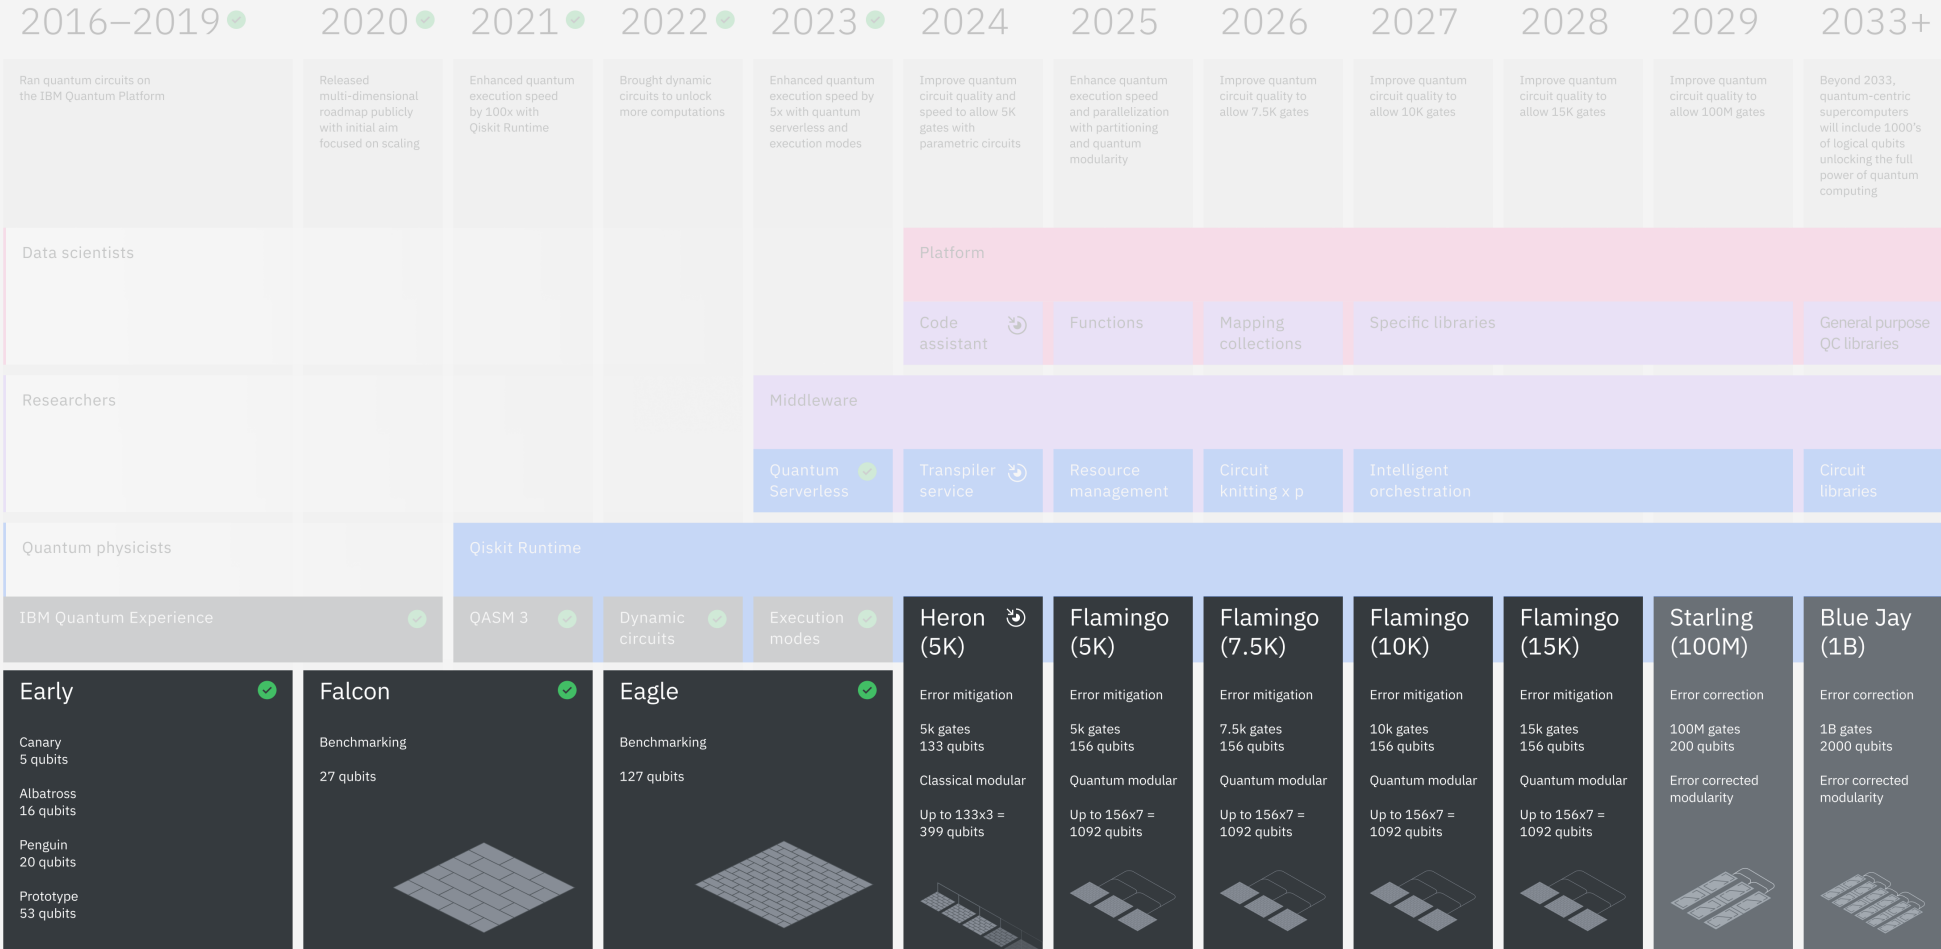 2016–2019
2020
2021
2022
2023
2024
2025
2026
2027
2028
2029
2033+
Ran quantum circuits on
the IBM Quantum Platform
Released
multi-dimensional
roadmap publicly
with initial aim
focused on scaling
Enhanced quantum
execution speed
by 100x with
Qiskit Runtime
Brought dynamic
circuits to unlock
more computations
Enhanced quantum
execution speed by
5x with quantum
serverless and
execution modes
Improve quantum
circuit quality and
speed to allow 5K
gates with
parametric circuits
Enhance quantum
execution speed
and parallelization
with partitioning
and quantum
modularity
Improve quantum
circuit quality to
allow 7.5K gates
Improve quantum
circuit quality to
allow 10K gates
Improve quantum
circuit quality to
allow 15K gates
Improve quantum
circuit quality to
allow 100M gates
Beyond 2033,
quantum-centric
supercomputers
will include 1000's
of logical qubits
unlocking the full
power of quantum
computing
Data scientists
Platform
Code
assistant
Functions
Mapping
collections
Specific libraries
General purpose
QC libraries
Researchers
Middleware
Quantum
Serverless
Transpiler
service
Resource
management
Circuit
knitting x p
Intelligent
orchestration
Circuit
libraries
Quantum physicists
Qiskit Runtime
IBM Quantum Experience
QASM 3
Dynamic
circuits
Execution
modes
Early
Canary
5 qubits
Albatross
16 qubits
Penguin
20 qubits
Prototype
53 qubits
Falcon
Benchmarking
27 qubits
Eagle
Benchmarking
127 qubits
Heron
(5K)
Error mitigation
5k gates
133 qubits
Classical modular
Up to 133x3 =
399 qubits
Flamingo
(5K)
Error mitigation
5k gates
156 qubits
Quantum modular
Up to 156x7 =
1092 qubits
Flamingo
(7.5K)
Error mitigation
7.5k gates
156 qubits
Quantum modular
Up to 156x7 =
1092 qubits
Flamingo
(10K)
Error mitigation
10k gates
156 qubits
Quantum modular
Up to 156x7 =
1092 qubits
Flamingo
(15K)
Error mitigation
15k gates
156 qubits
Quantum modular
Up to 156x7 =
1092 qubits
Starling
(100M)
Error correction
100M gates
200 qubits
Error corrected
modularity
Blue Jay
(1B)
Error correction
1B gates
2000 qubits
Error corrected
modularity